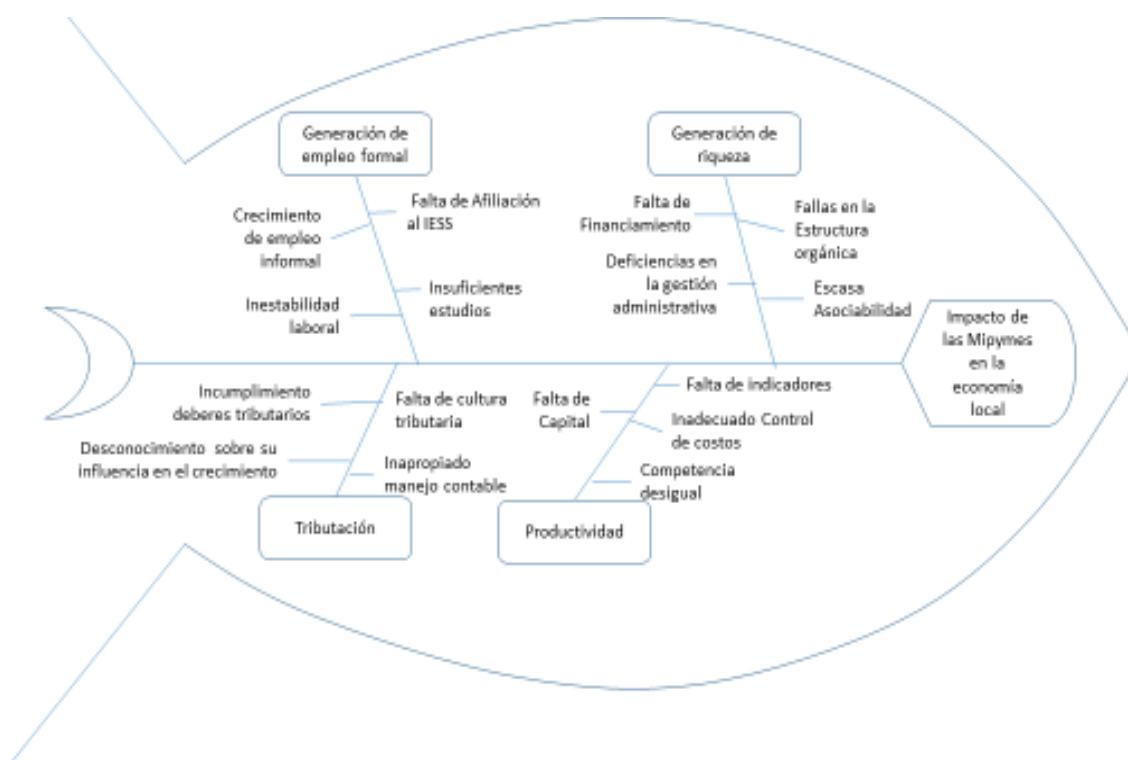 Generación de
empleo formal
Generación de
riqueza
Falta de Afiliación
al IESS
Crecimiento
de empleo
informal
Insuficientes
estudios
Inestabilidad
laboral
Falta de
Financiamiento
Fallas en la
Estructura
orgánica
Deficiencias en
la gestión
administrativa
Escasa
Asociabilidad
Impacto de
las Mipymes
en la
economía
local
Incumplimiento
deberes tributarios
Falta de cultura
tributaria
Desconocimiento sobre su
influencia en el crecimiento
Inapropiado
manejo contable
Tributación
Falta de indicadores
Falta de
Capital
Inadecuado Control
de costos
Competencia
desigual
Productividad